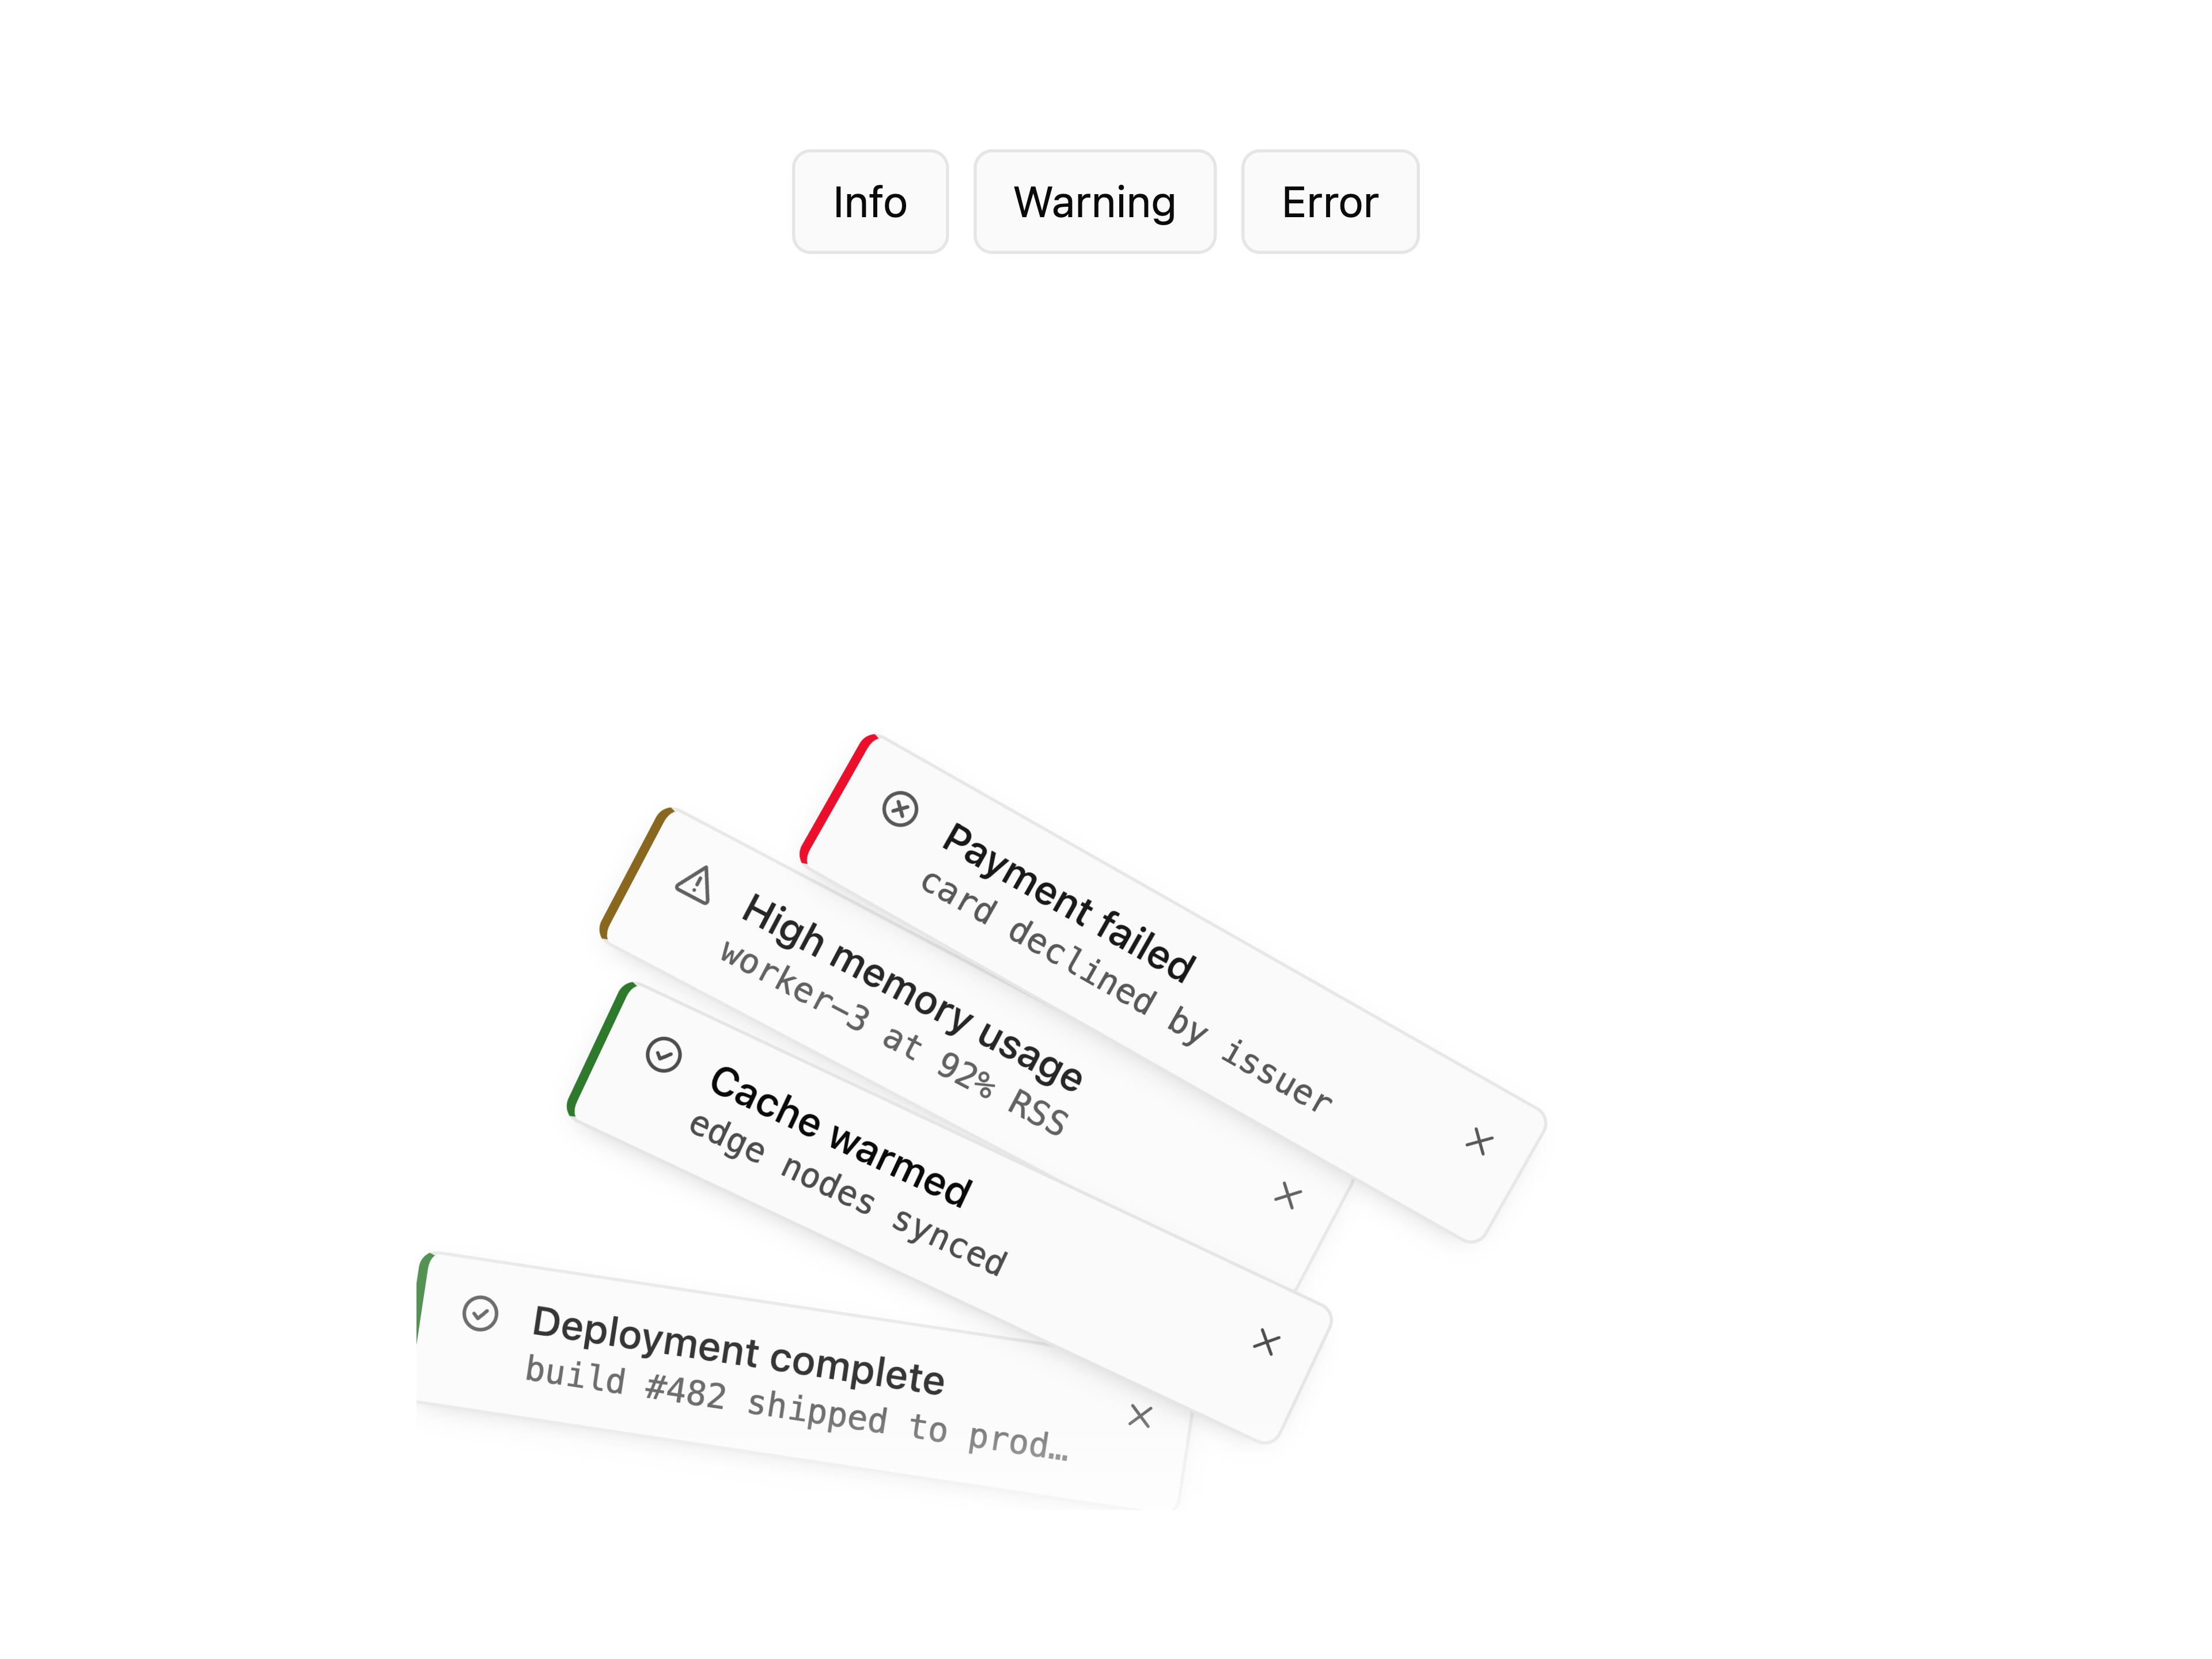 Info
Warning
Error
Payment failed
card declined by issuer
High memory usage
worker-3 at 92% RSS
Cache warmed
edge nodes synced
Deployment complete
build #482 shipped to prod…